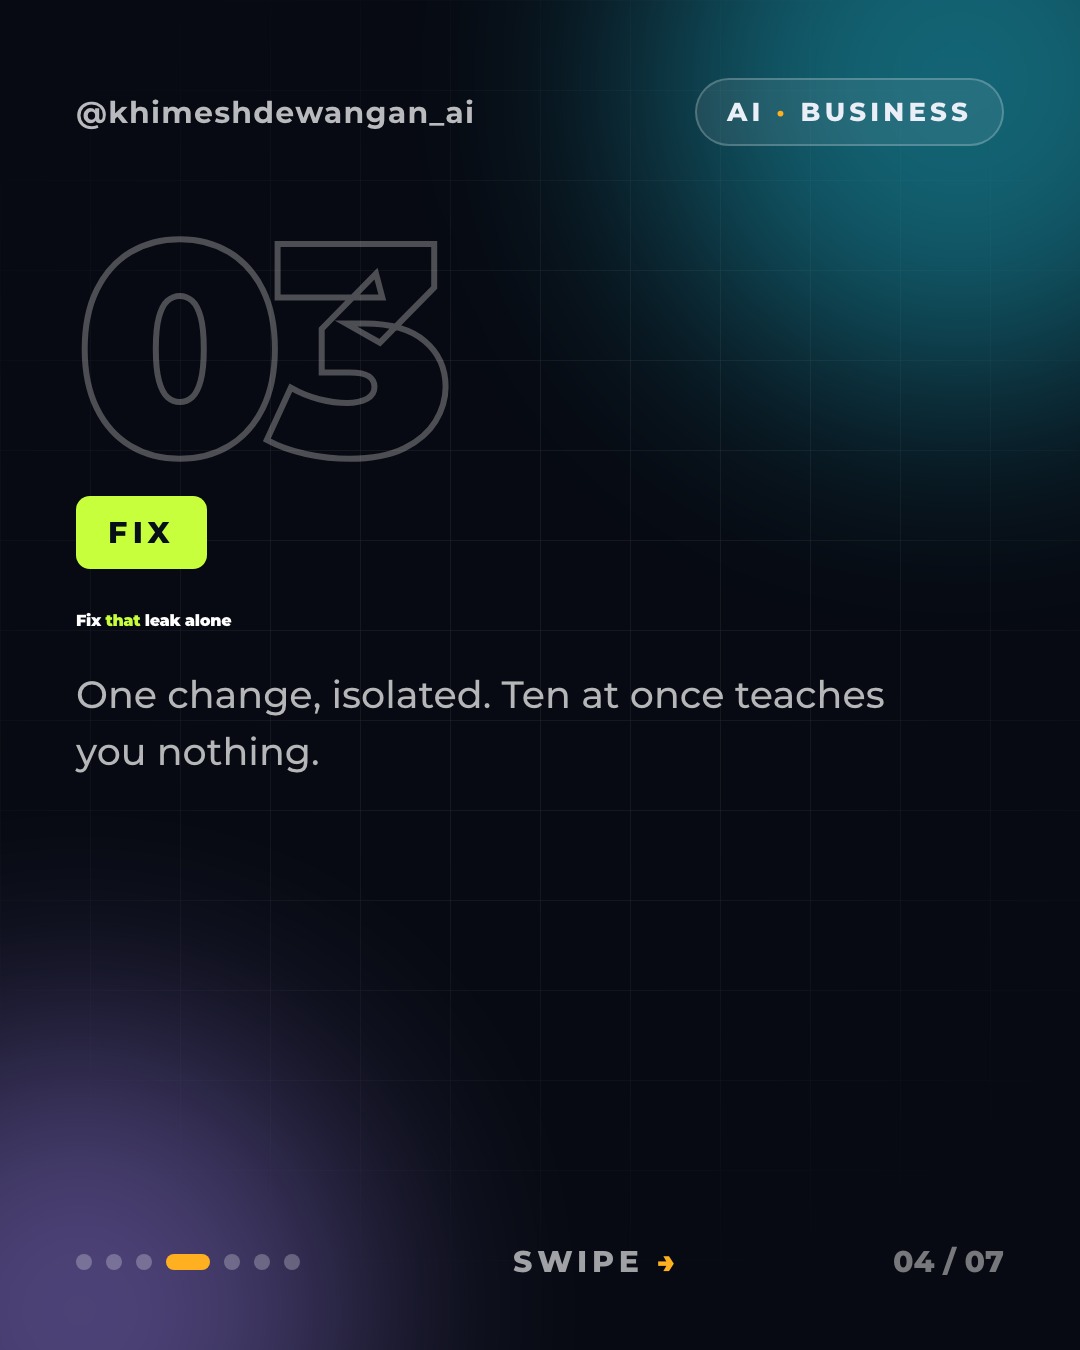 @khimeshdewangan_ai
AI · BUSINESS
03
FIX
Fix that leak alone
One change, isolated. Ten at once teaches
you nothing.
SWIPE →
04 / 07